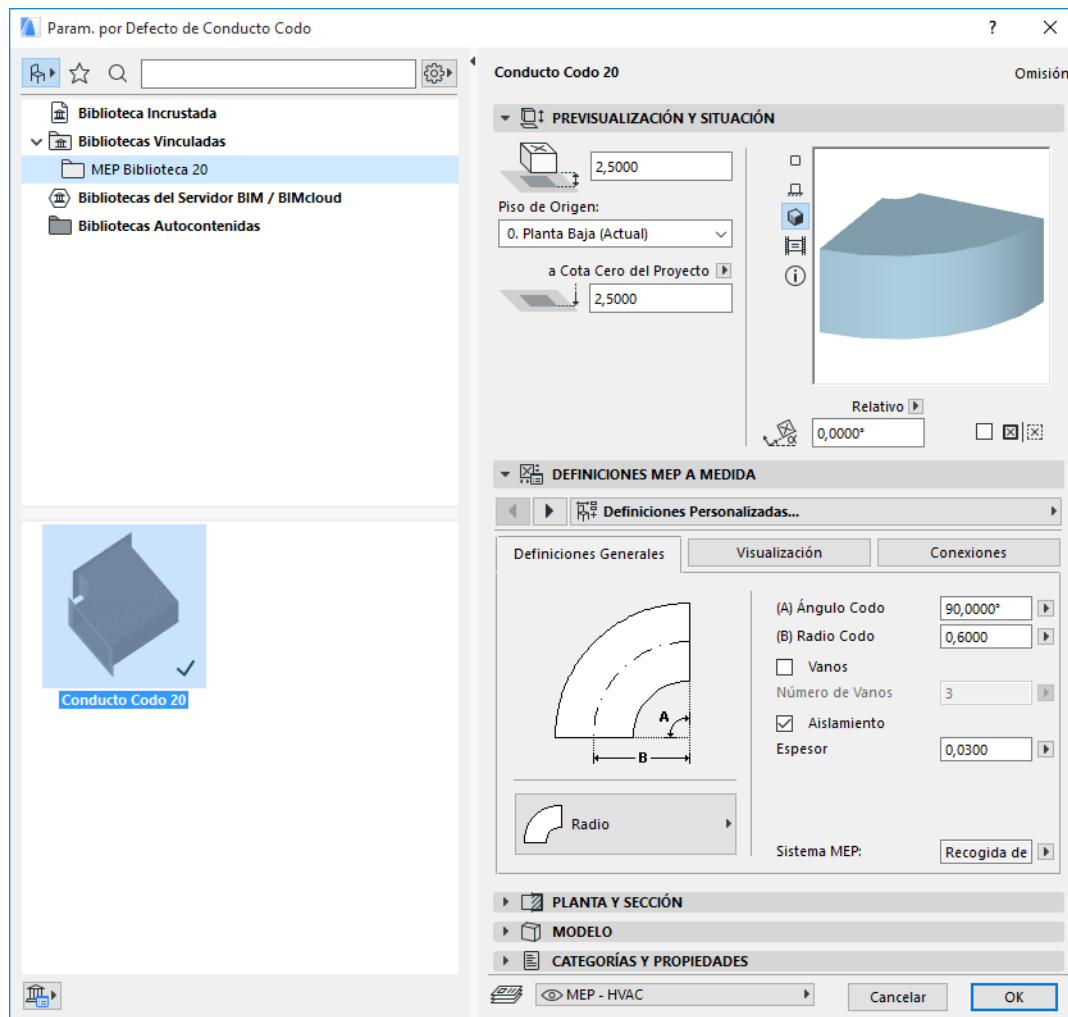 Param. por Defecto de Conducto Codo
?
Biblioteca Incrustada
Bibliotecas Vinculadas
MEP Biblioteca 20
Bibliotecas del Servidor BIM / BIMcloud
Bibliotecas Autocontenidas
Conducto Codo 20
Conducto Codo 20
Omisión
PREVISUALIZACIÓN Y SITUACIÓN
2,5000
Piso de Origen:
0. Planta Baja (Actual)
a Cota Cero del Proyecto
2,5000
Relativo
α
0,0000°
DEFINICIONES MEP A MEDIDA
Definiciones Personalizadas...
Definiciones Generales
Visualización
Conexiones
A
B
Radio
(A) Ángulo Codo
90,0000°
(B) Radio Codo
0,6000
Vanos
Número de Vanos
3
Aislamiento
Espesor
0,0300
Sistema MEP:
Recogida de
PLANTA Y SECCIÓN
MODELO
CATEGORÍAS Y PROPIEDADES
MEP - HVAC
Cancelar
OK